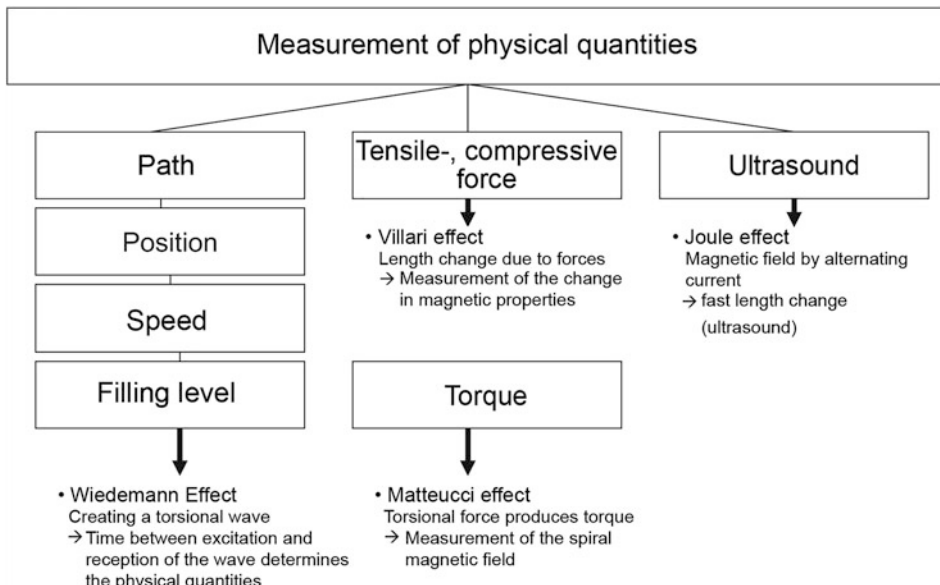 Measurement of physical quantities
Path
Position
Speed
Filling level
• Wiedemann Effect
Creating a torsional wave
→ Time between excitation and
reception of the wave determines
the physical quantities
Tensile-, compressive
force
• Villari effect
Length change due to forces
→ Measurement of the change
in magnetic properties
Torque
• Matteucci effect
Torsional force produces torque
→ Measurement of the spiral
magnetic field
Ultrasound
• Joule effect
Magnetic field by alternating
current
→ fast length change
(ultrasound)